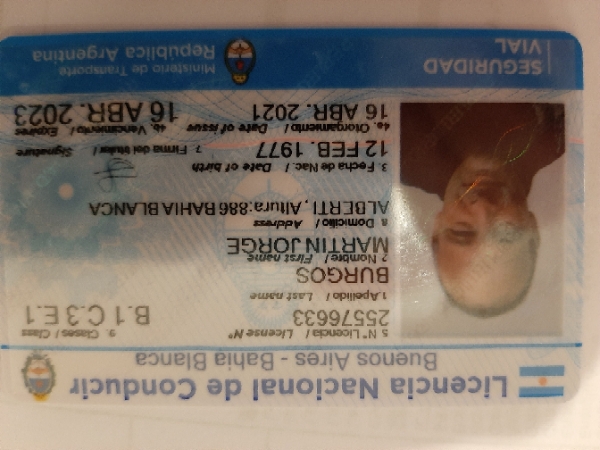 Licencia Nacional de Conducir
Buenos Aires - Bahía Blanca
5. N° Licencia / License N°
25576633
9. Clases / Class
B.1 C.3 E.1
1. Apellido / Last name
BURGOS
2. Nombre / First name
MARTIN JORGE
8. Domicilio / Address
ALBERTI , Altura:886 BAHIA BLANCA
3. Fecha de Nac. / Date of birth
12 FEB. 1977
7. Firma del titular / Signature
4a. Otorgamiento / Date of issue
16 ABR. 2021
4b. Vencimiento / Expires
16 ABR. 2023
SEGURIDAD
VIAL
Ministerio de Transporte
República Argentina